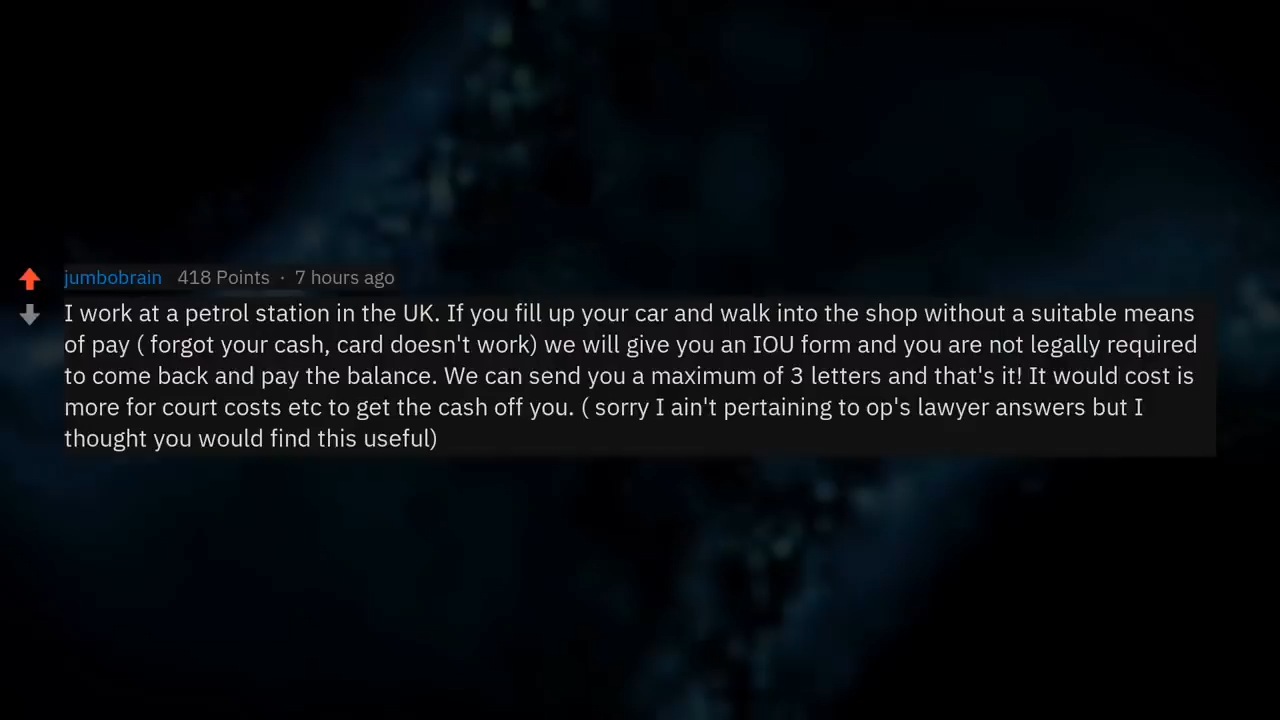 jumbobrain 418 Points · 7 hours ago
I work at a petrol station in the UK. If you fill up your car and walk into the shop without a suitable means
of pay ( forgot your cash, card doesn't work) we will give you an IOU form and you are not legally required
to come back and pay the balance. We can send you a maximum of 3 letters and that's it! It would cost is
more for court costs etc to get the cash off you. ( sorry I ain't pertaining to op's lawyer answers but I
thought you would find this useful)